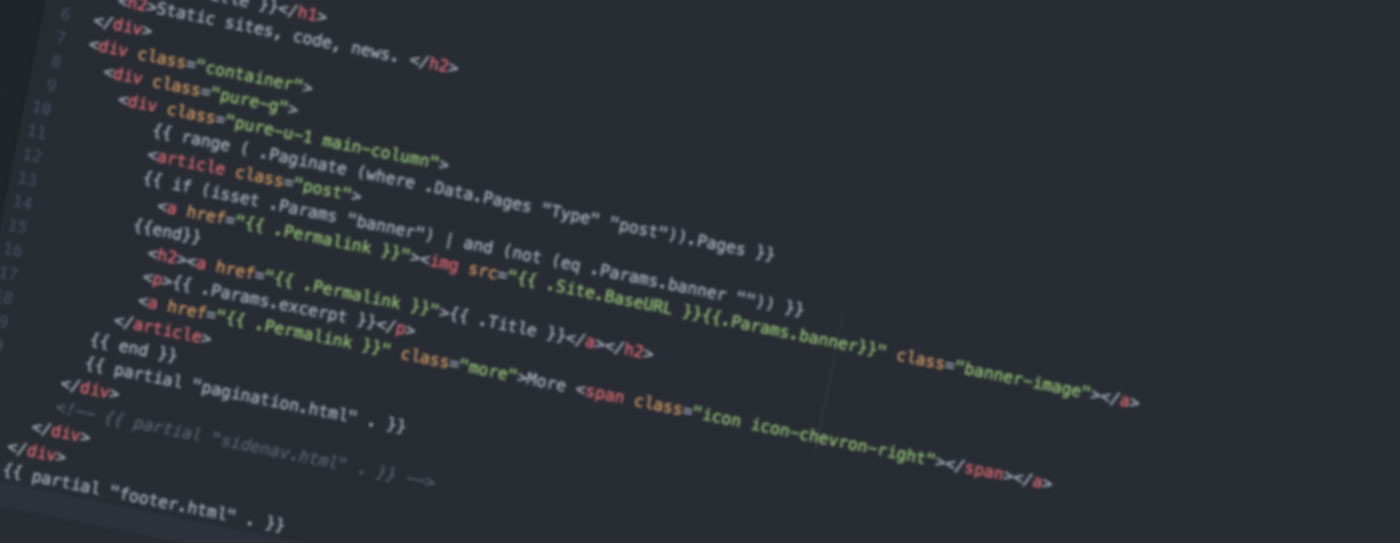 }}</h1>
<h2>Static sites, code, news. </h2>
6 </div>
7 <div class="container">
8 <div class="pure-g">
9 <div class="pure-u-1 main-column">
10 {{ range ( .Paginate (where .Data.Pages "Type" "post")).Pages }}
11 <article class="post">
12 {{ if (isset .Params "banner") | and (not (eq .Params.banner "")) }}
13 <a href="{{ .Permalink }}"><img src="{{ .Site.BaseURL }}{{.Params.banner}}" class="banner-image"></a>
14 {{end}}
15 <h2><a href="{{ .Permalink }}">{{ .Title }}</a></h2>
16 <p>{{ .Params.excerpt }}</p>
17 <a href="{{ .Permalink }}" class="more">More <span class="icon icon-chevron-right"></span></a>
18 </article>
{{ end }}
{{ partial "pagination.html" . }}
</div>
<!-- {{ partial "sidenav.html" . }} -->
</div>
</div>
{{ partial "footer.html" . }}